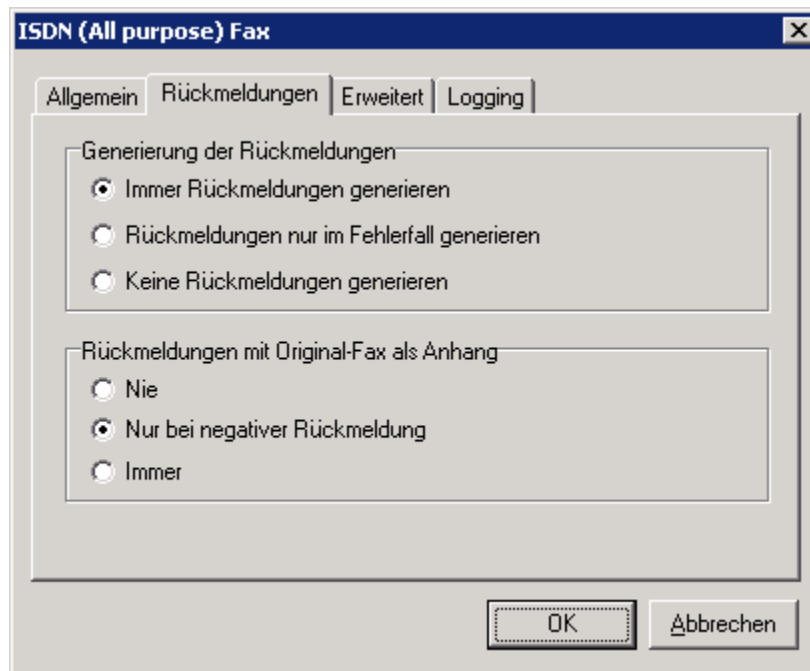 ISDN (All purpose) Fax
Allgemein Rückmeldungen Erweitert Logging
Generierung der Rückmeldungen
Immer Rückmeldungen generieren
Rückmeldungen nur im Fehlerfall generieren
Keine Rückmeldungen generieren
Rückmeldungen mit Original-Fax als Anhang
Nie
Nur bei negativer Rückmeldung
Immer
OK Abbrechen